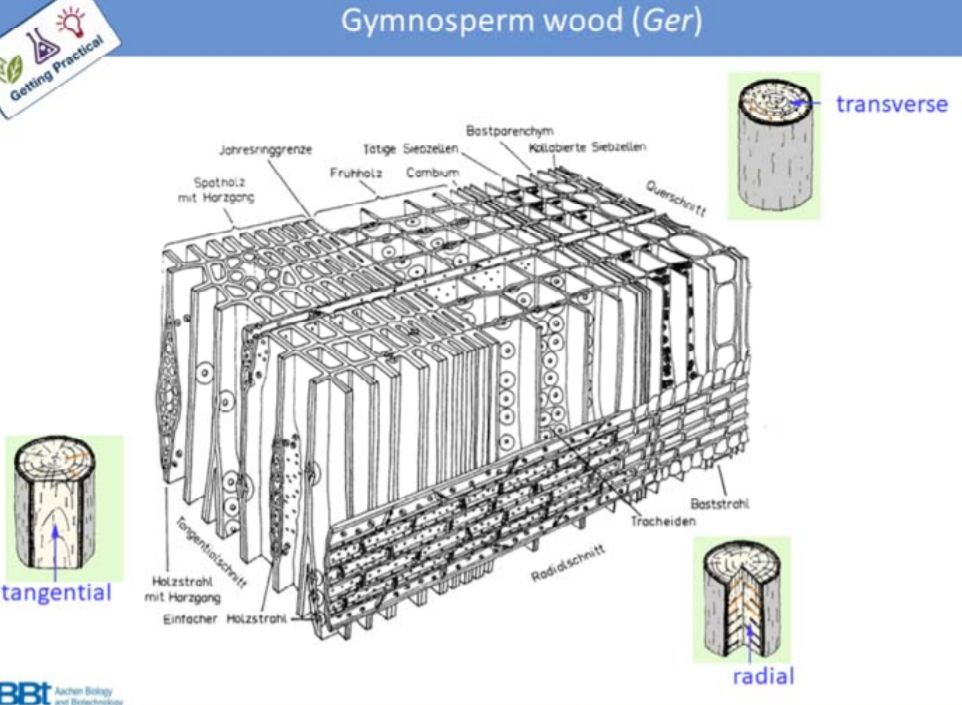 Gymnosperm wood (Ger)
Getting Practical
transverse
Bastparenchym
Jahresringgrenze
Tätige Siebzellen
Kollabierte Siebzellen
Spätholz
mit Harzgang
Frühholz
Cambium
Querschnitt
Baststrahl
Tracheiden
Radialschnitt
Tangentialschnitt
Holzstrahl
mit Harzgang
Einfacher Holzstrahl
tangential
radial
BBt
Aachen Biology
and Biotechnology